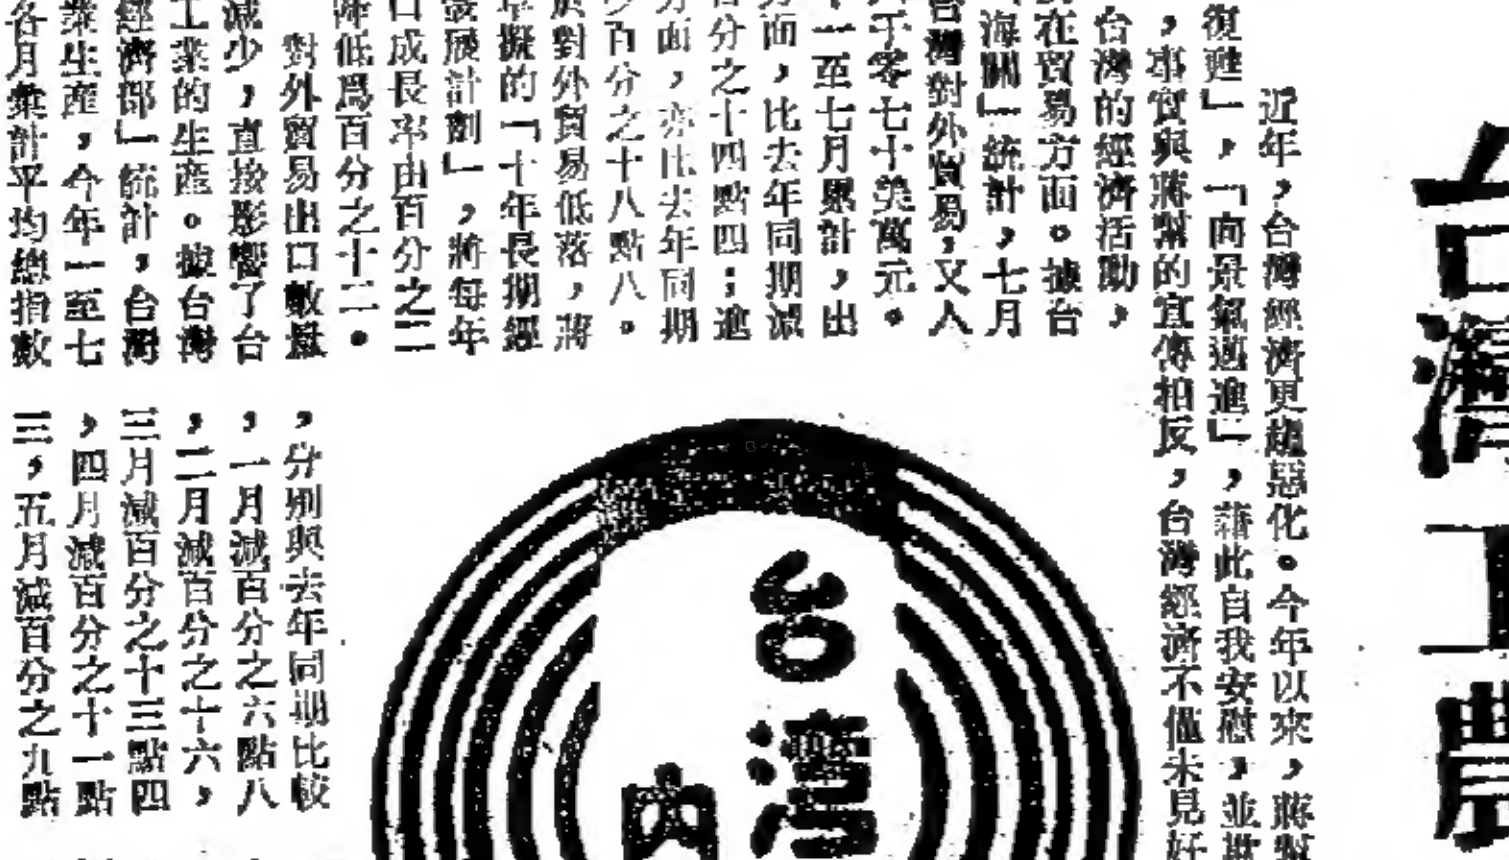 台灣工農
近年，台灣經濟更趨惡化。今年以來，蔣幫
復甦」，「向景氣邁進」，藉此自我安慰，並
，事實與蔣幫的宣傳相反，台灣經濟不僅未見好
台灣的經濟活動，
在貿易方面。據台
海關」統計，七月
台灣對外貿易，又入
千零七十美萬元。
一至七月累計，出
面，比去年同期減
百分之十四點四；進
面，亦比去年同期
百分之十八點八。
於對外貿易低落，蔣
草擬的「十年長期經
發展計劃」，將每年
口成長率由百分之二
降低爲百分之十二。
對外貿易出口數
減少，直接影響了台
工業的生產。據台灣
經濟部」統計，台灣
業生產，今年一至七
各月彙計平均總指數
，分別與去年同期比較
，一月減百分之六點八
，二月減百分之十六，
三月減百分之十三點四
，四月減百分之十一點
三，五月減百分之九點
台灣
內